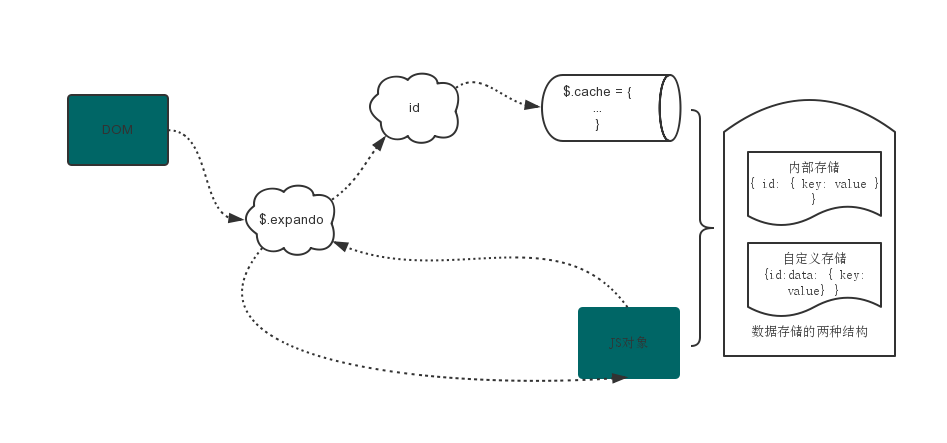 DOM
id
$.cache = {
...
}
$.expando
JS对象
内部存储
{ id: { key: value }
}
自定义存储
{id:data: { key:
value} }
数据存储的两种结构